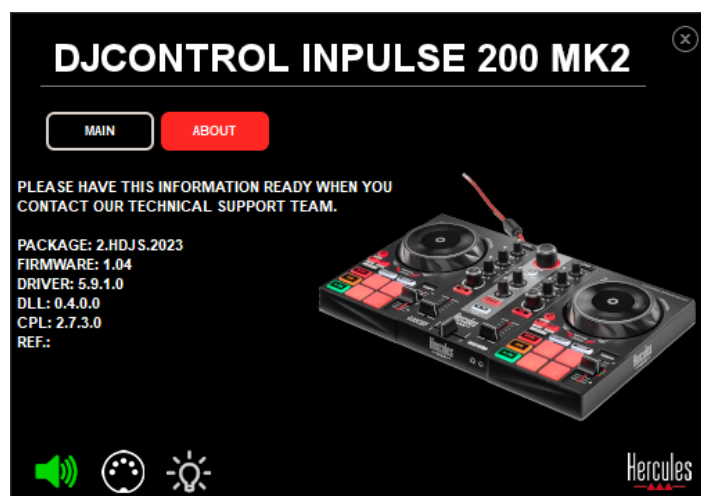 DJCONTROL INPULSE 200 MK2
MAIN
ABOUT
PLEASE HAVE THIS INFORMATION READY WHEN YOU
CONTACT OUR TECHNICAL SUPPORT TEAM.
PACKAGE: 2.HDJS.2023
FIRMWARE: 1.04
DRIVER: 5.9.1.0
DLL: 0.4.0.0
CPL: 2.7.3.0
REF.:
Hercules
Hercules